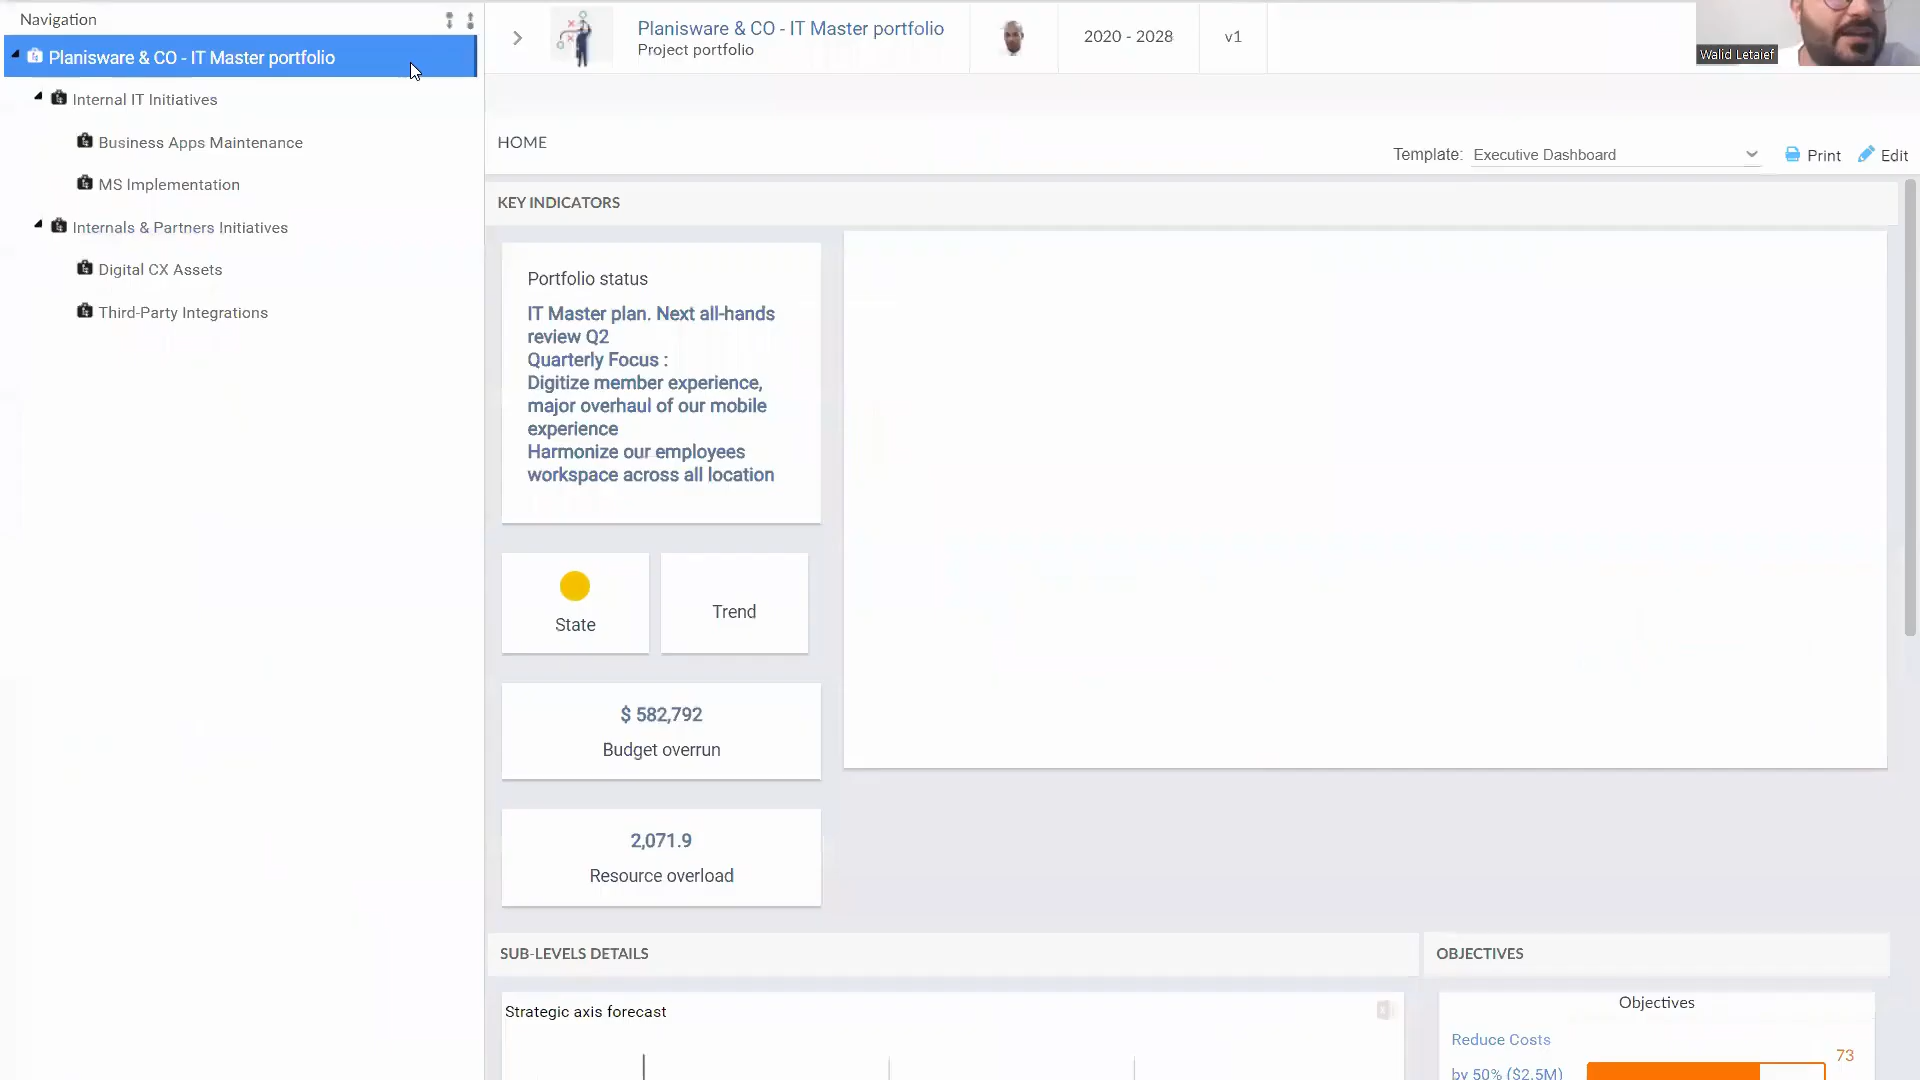 Navigation
Planisware & CO - IT Master portfolio
Internal IT Initiatives
Business Apps Maintenance
MS Implementation
Internals & Partners Initiatives
Digital CX Assets
Third-Party Integrations
Planisware & CO - IT Master portfolio
Project portfolio
2020 - 2028
v1
Walid Letaief
HOME
Template: Executive Dashboard
Print
Edit
KEY INDICATORS
Portfolio status
IT Master plan. Next all-hands
review Q2
Quarterly Focus :
Digitize member experience,
major overhaul of our mobile
experience
Harmonize our employees
workspace across all location
State
Trend
$ 582,792
Budget overrun
2,071.9
Resource overload
SUB-LEVELS DETAILS
Strategic axis forecast
OBJECTIVES
Objectives
Reduce Costs
by 50% ($2.5M)
73